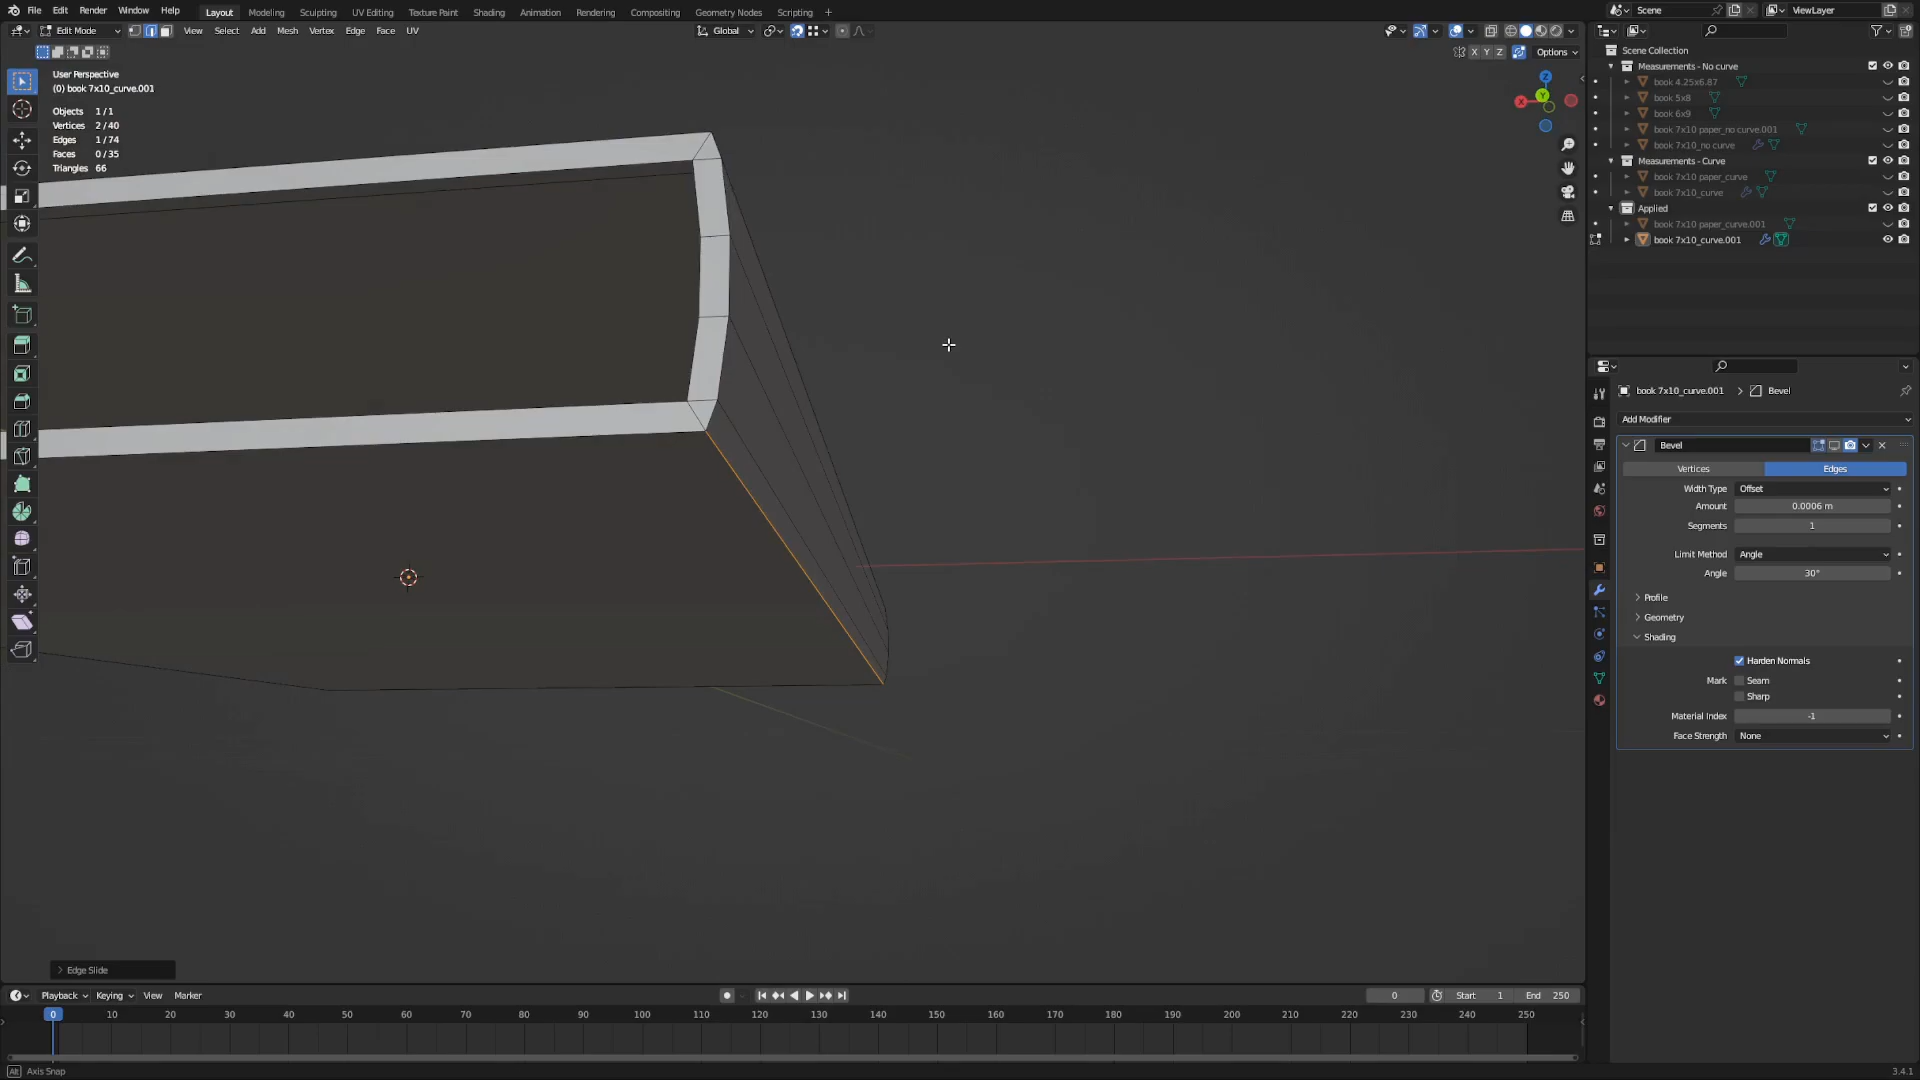 File Edit Render Window Help
Layout Modeling Sculpting UV Editing Texture Paint Shading Animation Rendering Compositing Geometry Nodes Scripting +
Scene
ViewLayer
Edit Mode View Select Add Mesh Vertex Edge Face UV
Global
X Y Z Options
User Perspective
(0) book 7x10_curve.001
Objects 1/1
Vertices 2/40
Edges 1/74
Faces 0/35
Triangles 66
Z
Y
X
Scene Collection
Measurements - No curve
book 4.25x6.87
book 5x8
book 6x9
book 7x10 paper_no curve.001
book 7x10_no curve
Measurements - Curve
book 7x10 paper_curve
book 7x10_curve
Applied
book 7x10 paper_curve.001
book 7x10_curve.001
book 7x10_curve.001 > Bevel
Add Modifier
Bevel
Vertices Edges
Width Type Offset
Amount 0.0006 m
Segments 1
Limit Method Angle
Angle 30°
Profile
Geometry
Shading
Harden Normals
Mark Seam
Sharp
Material Index -1
Face Strength None
Edge Slide
Playback Keying View Marker
0 Start 1 End 250
0 10 20 30 40 50 60 70 80 90 100 110 120 130 140 150 160 170 180 190 200 210 220 230 240 250
Alt Axis Snap
3.4.1